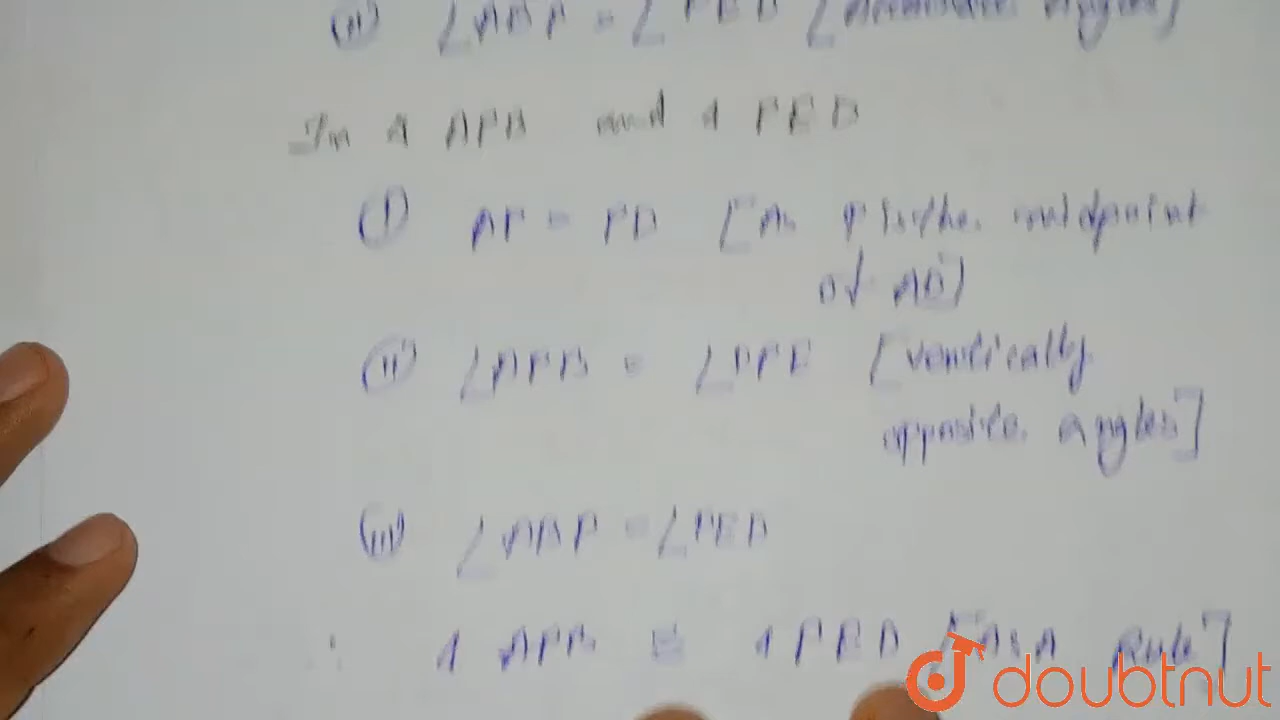 (ii) ∠ABP = ∠PED [Alternate angles]
In Δ APB and Δ PED
(i) AP = PD [As P is the midpoint
of AD]
(ii) ∠APB = ∠DPE [vertically
opposite angles]
(iii) ∠ABP = ∠PED
∴ Δ APB ≅ Δ PED [ASA Rule]
doubtnut